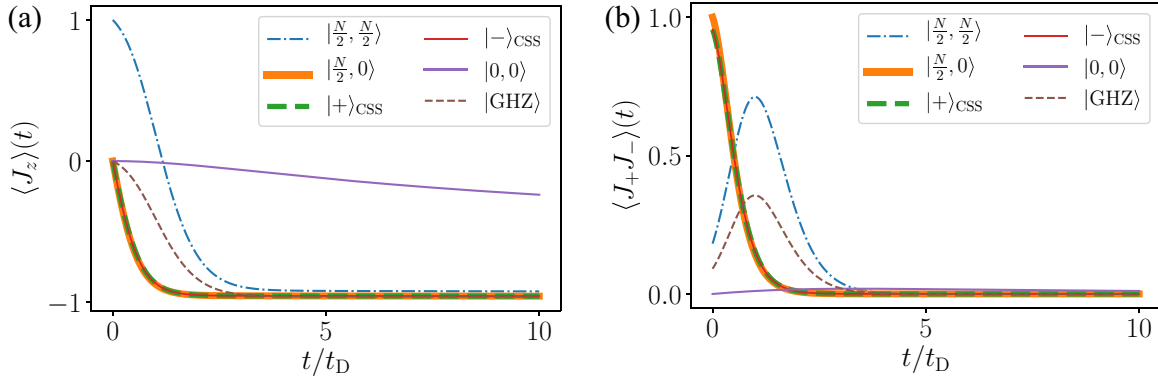 (a)
⟨J_z⟩(t)
1
0
−1
|N/2, N/2⟩
|N/2, 0⟩
|+⟩_CSS
|−⟩_CSS
|0, 0⟩
|GHZ⟩
0
5
10
t/t_D
(b)
⟨J_+J_−⟩(t)
1.0
0.5
0.0
|N/2, N/2⟩
|N/2, 0⟩
|+⟩_CSS
|−⟩_CSS
|0, 0⟩
|GHZ⟩
0
5
10
t/t_D